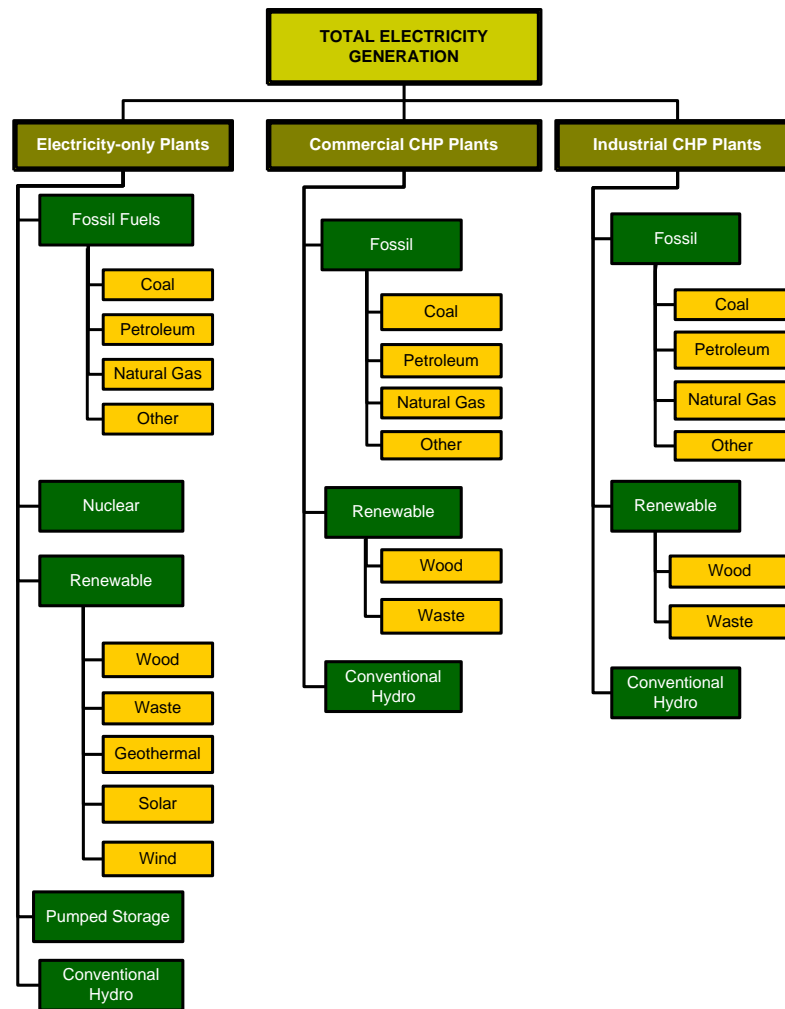 TOTAL ELECTRICITY
GENERATION
Electricity-only Plants
Fossil Fuels
Coal
Petroleum
Natural Gas
Other
Nuclear
Renewable
Wood
Waste
Geothermal
Solar
Wind
Pumped Storage
Conventional
Hydro
Commercial CHP Plants
Fossil
Coal
Petroleum
Natural Gas
Other
Renewable
Wood
Waste
Conventional
Hydro
Industrial CHP Plants
Fossil
Coal
Petroleum
Natural Gas
Other
Renewable
Wood
Waste
Conventional
Hydro